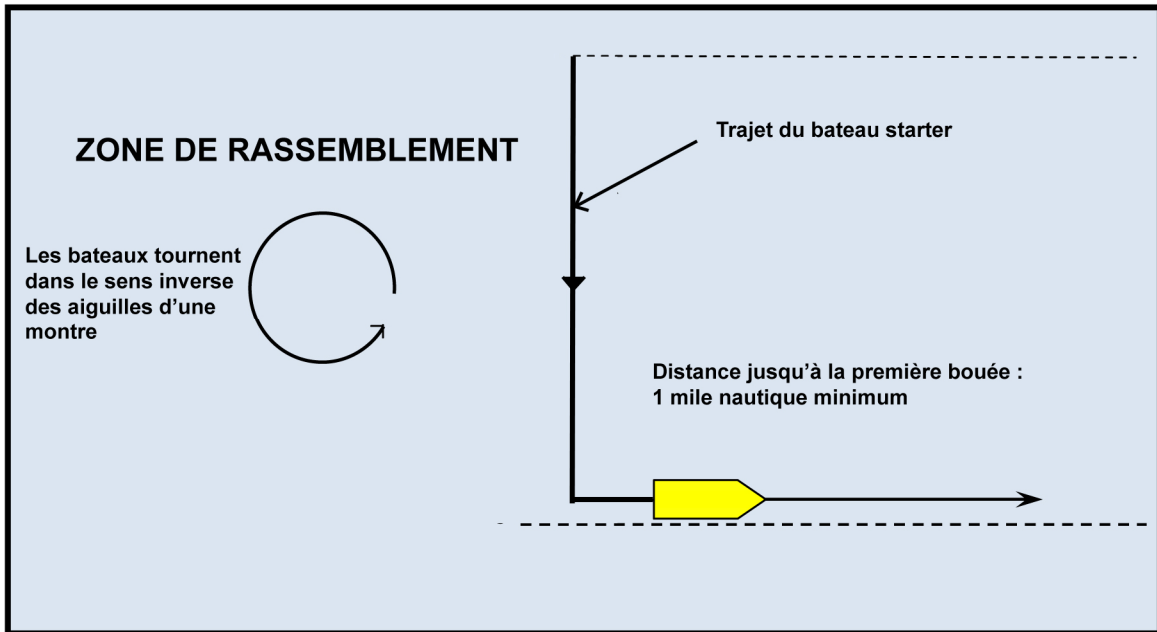 ZONE DE RASSEMBLEMENT
Trajet du bateau starter
Les bateaux tournent
dans le sens inverse
des aiguilles d’une
montre
Distance jusqu’à la première bouée :
1 mile nautique minimum